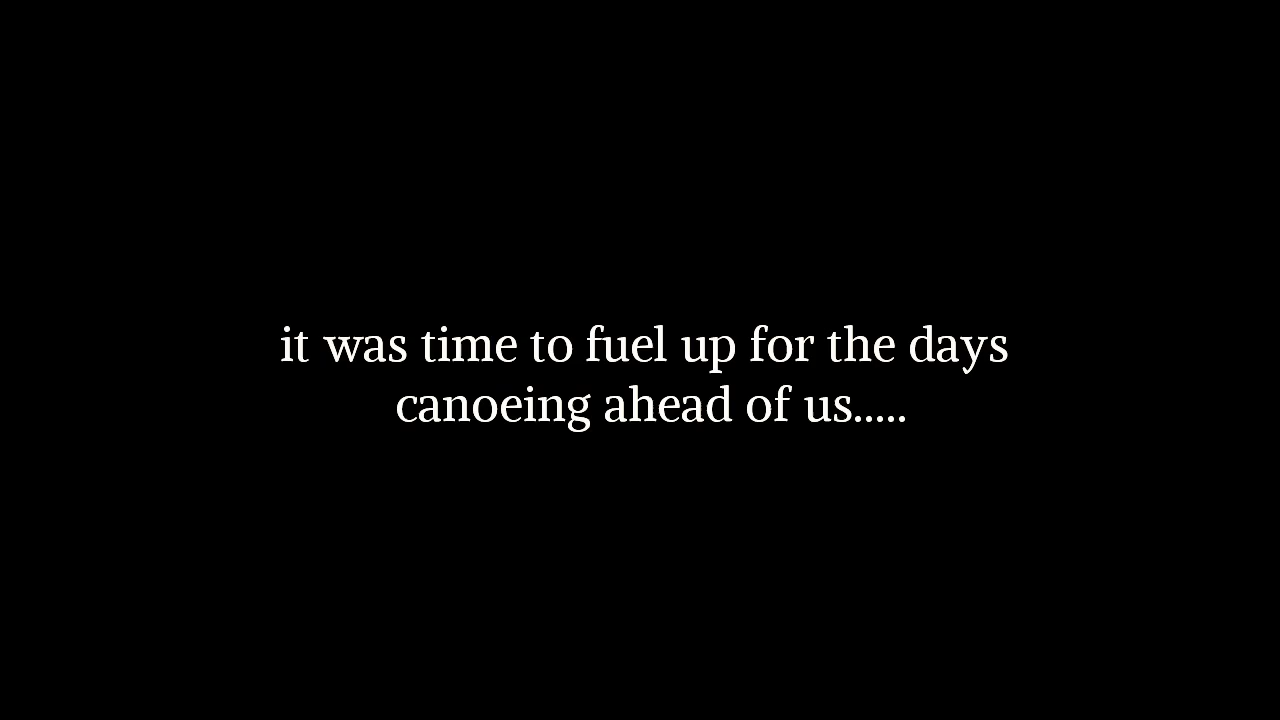 it was time to fuel up for the days
canoeing ahead of us.....